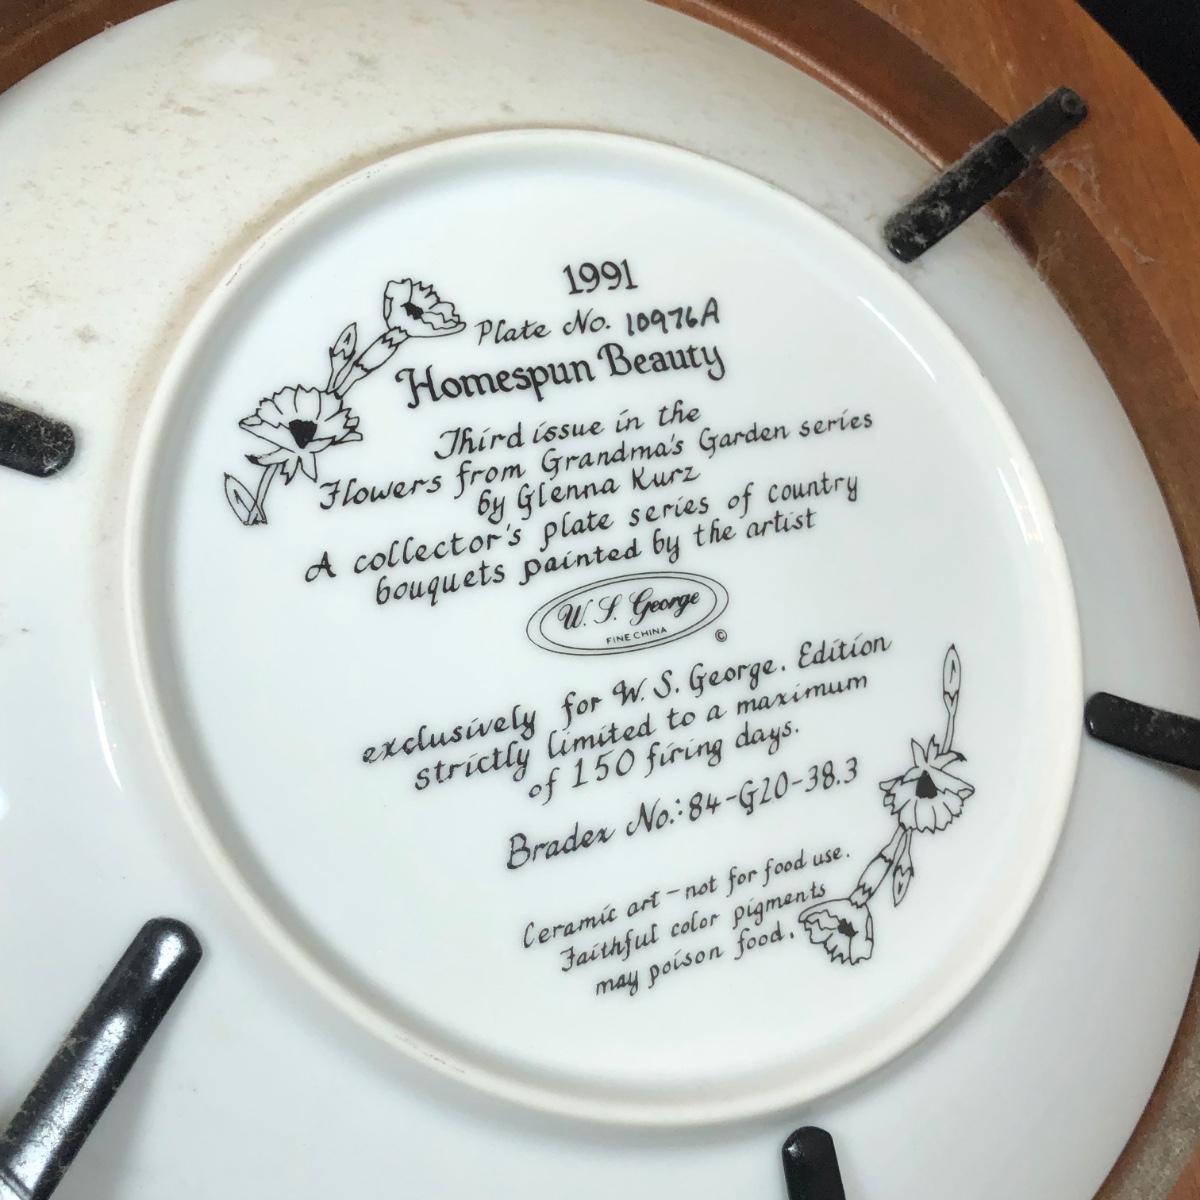 1991
Plate No. 10976A
Homespun Beauty
Third issue in the
Flowers from Grandma's Garden series
by Glenna Kurz
A collector's plate series of country
bouquets painted by the artist
W. S. George
FINE CHINA
©
exclusively for W. S. George. Edition
strictly limited to a maximum
of 150 firing days.
Bradex No.: 84-G20-38.3
Ceramic art - not for food use.
Faithful color pigments
may poison food.